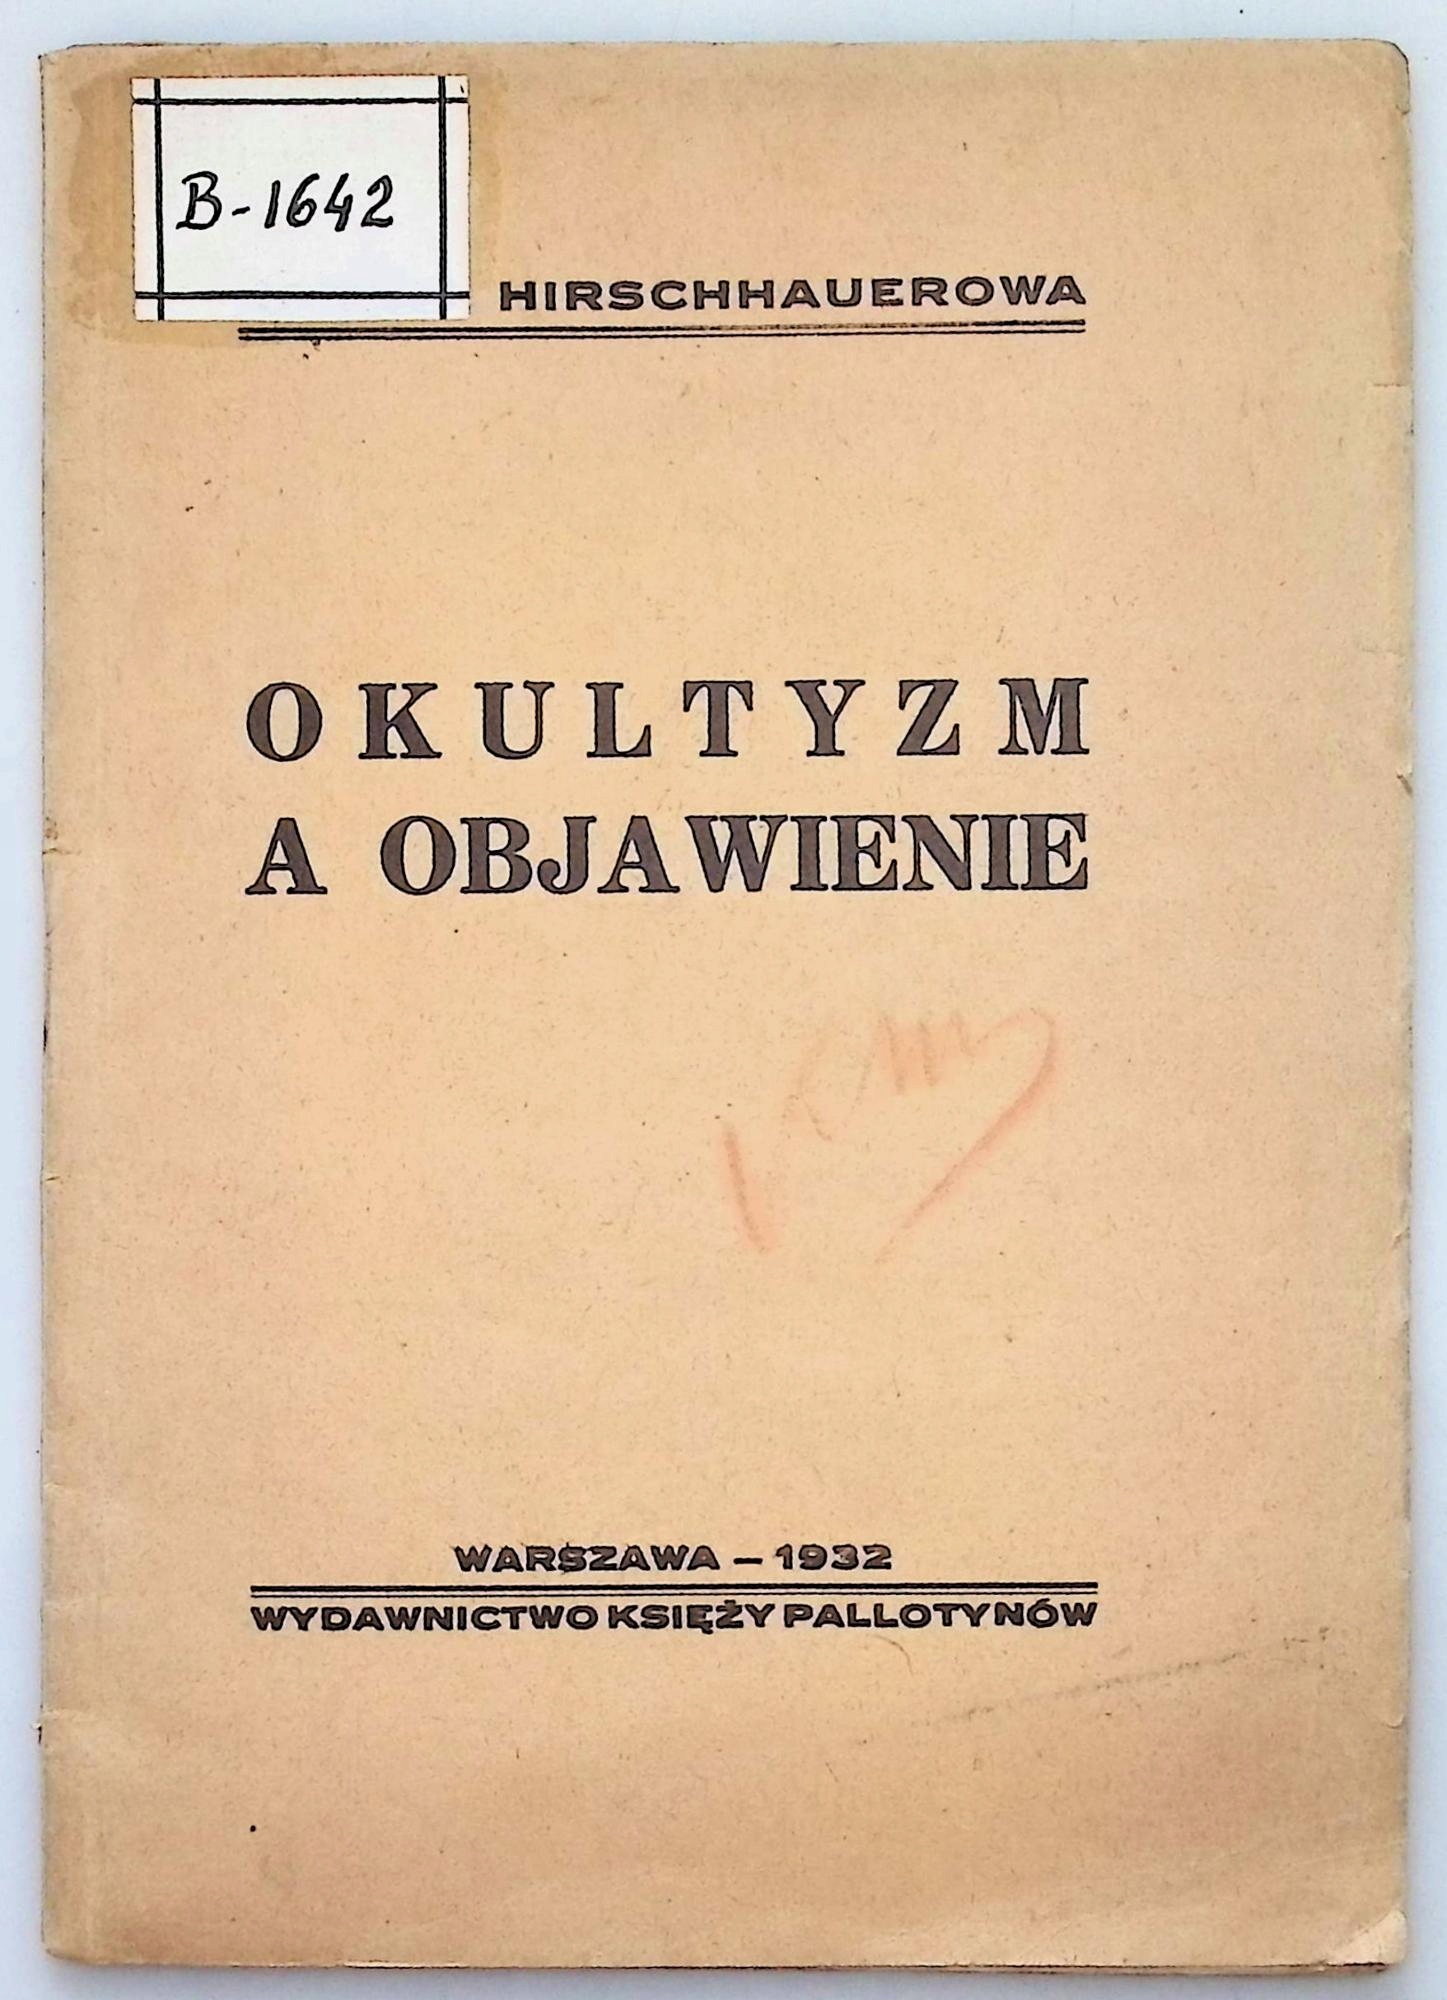 B-1642
HIRSCHHAUEROWA
OKULTYZM
A OBJAWIENIE
WARSZAWA — 1932
WYDAWNICTWO KSIĘŻY PALLOTYNÓW